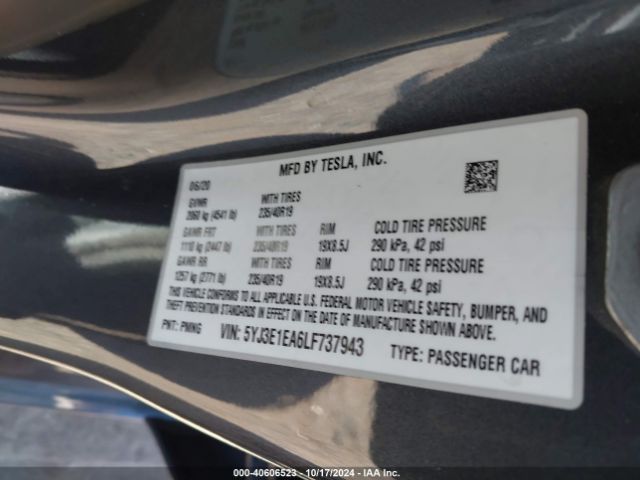 MFD BY TESLA, INC.
06/20
GVWR WITH TIRES
2060 kg (4541 lb) 235/40R19
GAWR FRT WITH TIRES RIM COLD TIRE PRESSURE
1110 kg (2447 lb) 235/40R19 19X8.5J 290 kPa, 42 psi
GAWR RR WITH TIRES RIM COLD TIRE PRESSURE
1257 kg (2771 lb) 235/40R19 19X8.5J 290 kPa, 42 psi
THIS VEHICLE CONFORMS TO ALL APPLICABLE U.S. FEDERAL MOTOR VEHICLE SAFETY, BUMPER, AND
THEFT PREVENTION STANDARDS IN EFFECT ON THE DATE OF MANUFACTURE SHOWN ABOVE.
PNT: PMNG VIN: 5YJ3E1EA6LF737943 TYPE: PASSENGER CAR
000-40606523 - 10/17/2024 - IAA Inc.